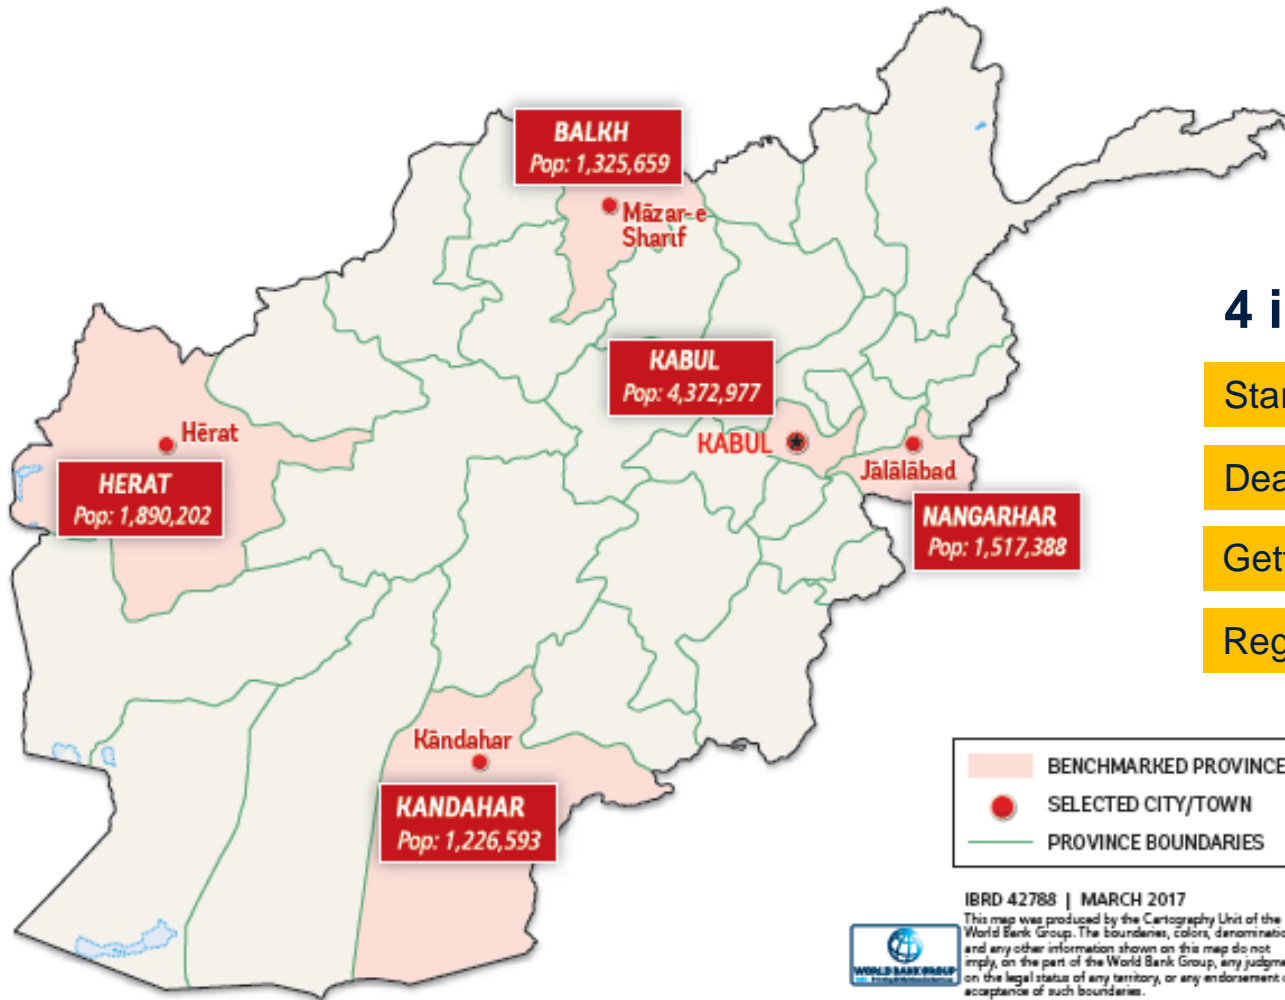 BALKH
Pop: 1,325,659
Māzar-e
Sharif
4 i
KABUL
Pop: 4,372,977
Star
Hērat
KABUL
Jālālābad
Dea
HERAT
Pop: 1,890,202
NANGARHAR
Pop: 1,517,388
Gett
Reg
Kāndahar
KANDAHAR
Pop: 1,226,593
BENCHMARKED PROVINCE
SELECTED CITY/TOWN
PROVINCE BOUNDARIES
IBRD 42788 | MARCH 2017
This map was produced by the Cartography Unit of the
World Bank Group. The boundaries, colors, denominatio
and any other information shown on this map do not
imply, on the part of the World Bank Group, any judgme
on the legal status of any territory, or any endorsement o
acceptance of such boundaries.
WORLD BANK GROUP